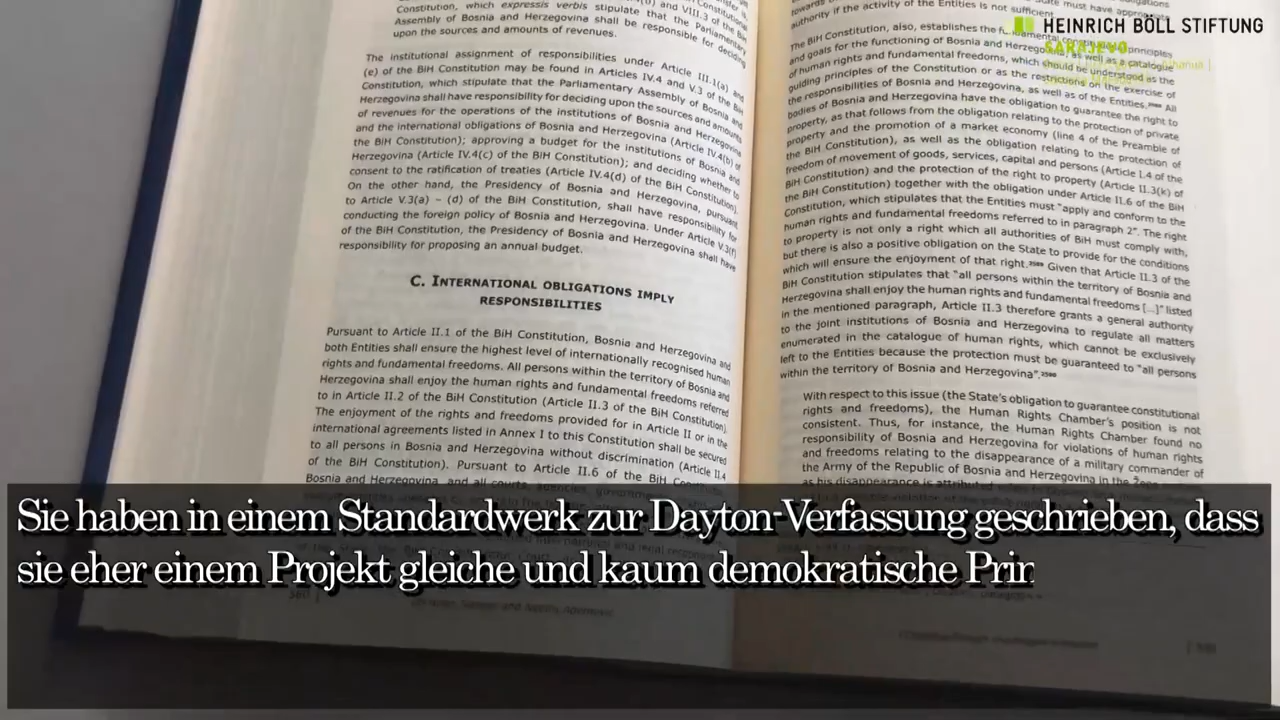 Constitution, which expressis verbis stipulate that the Parliamentary
Assembly of Bosnia and Herzegovina shall be responsible for deciding
upon the sources and amounts of revenues.
The institutional assignment of responsibilities under Article III.1(a) and
(e) of the BiH Constitution may be found in Articles IV.4 and V.3 of the BiH
Constitution, which stipulate that the Parliamentary Assembly of Bosnia and
Herzegovina shall have responsibility for deciding upon the sources and amounts
of revenues for the operations of the institutions of Bosnia and Herzegovina
and the international obligations of Bosnia and Herzegovina (Article IV.4(b) of
the BiH Constitution); approving a budget for the institutions of Bosnia and
Herzegovina (Article IV.4(c) of the BiH Constitution); and deciding whether to
consent to the ratification of treaties (Article IV.4(d) of the BiH Constitution).
On the other hand, the Presidency of Bosnia and Herzegovina, pursuant
to Article V.3(a) – (d) of the BiH Constitution, shall have responsibility for
conducting the foreign policy of Bosnia and Herzegovina. Under Article V.3(f)
of the BiH Constitution, the Presidency of Bosnia and Herzegovina shall have
responsibility for proposing an annual budget.
C. INTERNATIONAL OBLIGATIONS IMPLY
RESPONSIBILITIES
Pursuant to Article II.1 of the BiH Constitution, Bosnia and Herzegovina and
both Entities shall ensure the highest level of internationally recognised human
rights and fundamental freedoms. All persons within the territory of Bosnia and
Herzegovina shall enjoy the human rights and fundamental freedoms referred
to in Article II.2 of the BiH Constitution (Article II.3 of the BiH Constitution).
The enjoyment of the rights and freedoms provided for in Article II or in the
international agreements listed in Annex I to this Constitution shall be secured
to all persons in Bosnia and Herzegovina without discrimination (Article II.4
of the BiH Constitution). Pursuant to Article II.6 of the BiH
Bosnia and Herzegovina, and all courts, agencies,
authority if the activity of the Entities is not sufficient.
The BiH Constitution, also, establishes the fundamental principles
and goals for the functioning of Bosnia and Herzegovina, as well as a catalogue
of human rights and fundamental freedoms, which should be understood as the
guiding principles of the Constitution or as the restrictions on the exercise of
the responsibilities of Bosnia and Herzegovina, as well as of the Entities. All
bodies of Bosnia and Herzegovina have the obligation to guarantee the right to
property, as that follows from the obligation relating to the protection of private
property and the promotion of a market economy (line 4 of the Preamble of
the BiH Constitution), as well as the obligation relating to the protection of
freedom of movement of goods, services, capital and persons (Article 1.4 of the
BiH Constitution) and the protection of the right to property (Article II.3(k) of
the BiH Constitution) together with the obligation under Article II.6 of the BiH
Constitution, which stipulates that the Entities must "apply and conform to the
human rights and fundamental freedoms referred to in paragraph 2". The right
to property is not only a right which all authorities of BiH must comply with,
but there is also a positive obligation on the State to provide for the conditions
which will ensure the enjoyment of that right. Given that Article II.3 of the
BiH Constitution stipulates that "all persons within the territory of Bosnia and
Herzegovina shall enjoy the human rights and fundamental freedoms [...]" listed
in the mentioned paragraph, Article II.3 therefore grants a general authority
to the joint institutions of Bosnia and Herzegovina to regulate all matters
enumerated in the catalogue of human rights, which cannot be exclusively
left to the Entities because the protection must be guaranteed to "all persons
within the territory of Bosnia and Herzegovina".
With respect to this issue (the State's obligation to guarantee constitutional
rights and freedoms), the Human Rights Chamber's position is not
consistent. Thus, for instance, the Human Rights Chamber found no
responsibility of Bosnia and Herzegovina for violations of human rights
and freedoms relating to the disappearance of a military commander of
the Army of the Republic of Bosnia and Herzegovina in the
as his disappearance is attributed
HEINRICH BÖLL STIFTUNG
SARAJEVO
Sie haben in einem Standardwerk zur Dayton-Verfassung geschrieben, dass
sie eher einem Projekt gleiche und kaum demokratische Prin